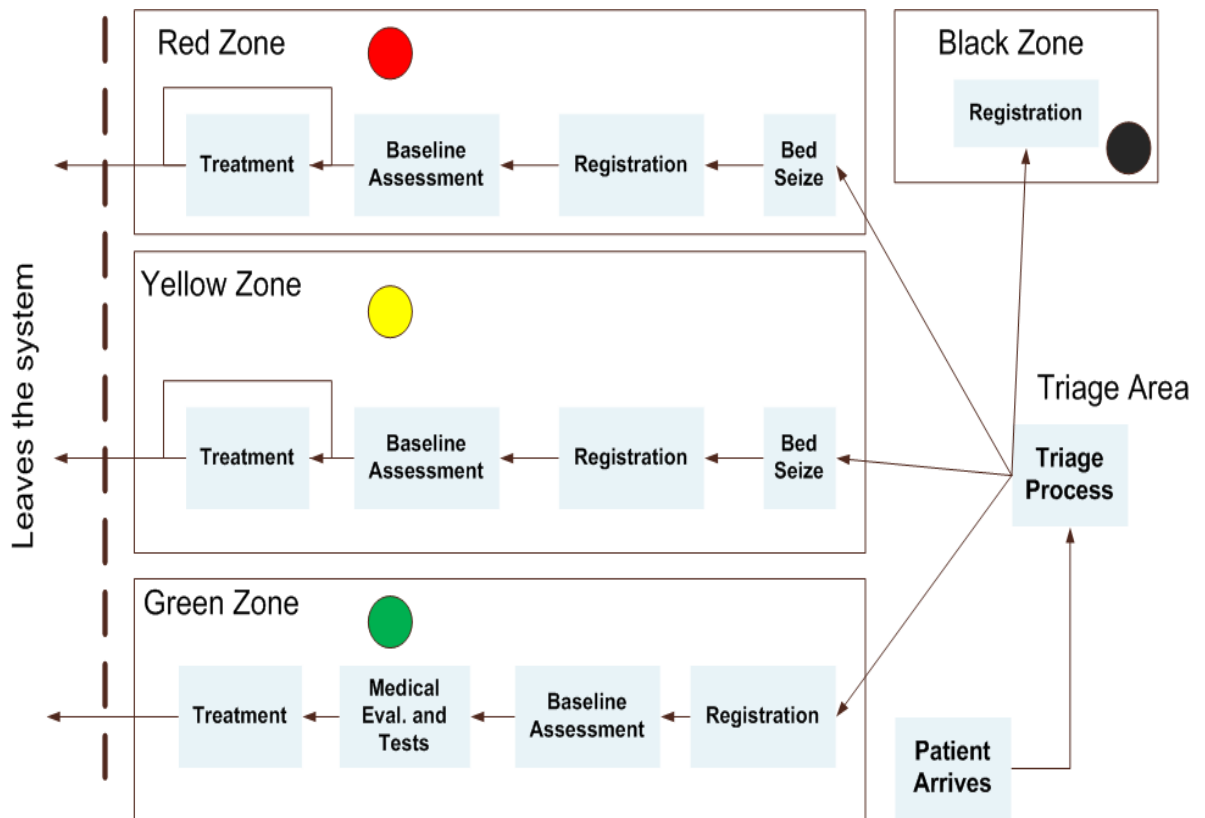 Red Zone
Treatment
Baseline
Assessment
Registration
Bed
Seize
Black Zone
Registration
Yellow Zone
Treatment
Baseline
Assessment
Registration
Bed
Seize
Triage Area
Triage
Process
Leaves the system
Green Zone
Treatment
Medical
Eval. and
Tests
Baseline
Assessment
Registration
Patient
Arrives